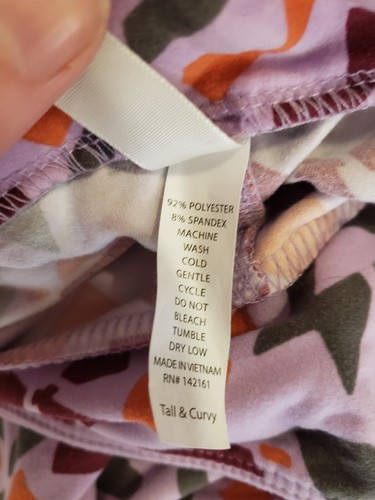 92% POLYESTER
8% SPANDEX
MACHINE
WASH
COLD
GENTLE
CYCLE
DO NOT
BLEACH
TUMBLE
DRY LOW
MADE IN VIETNAM
RN# 142161
Tall & Curvy